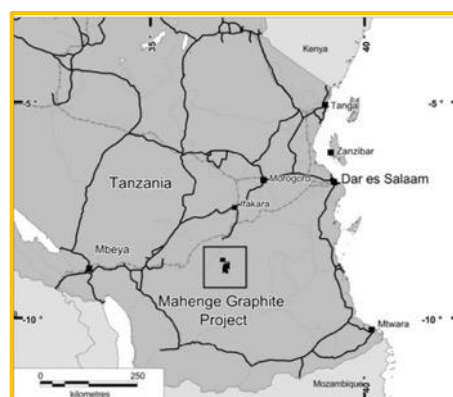 35
40
Kenya
-5
-5
Tanga
Zanzibar
Morogoro
Dar es Salaam
Tanzania
Ifakara
Mbeya
Mahenge Graphite
Project
-10 °
-10 °
Mtwara
0
250
kilometres
Mozambique
40